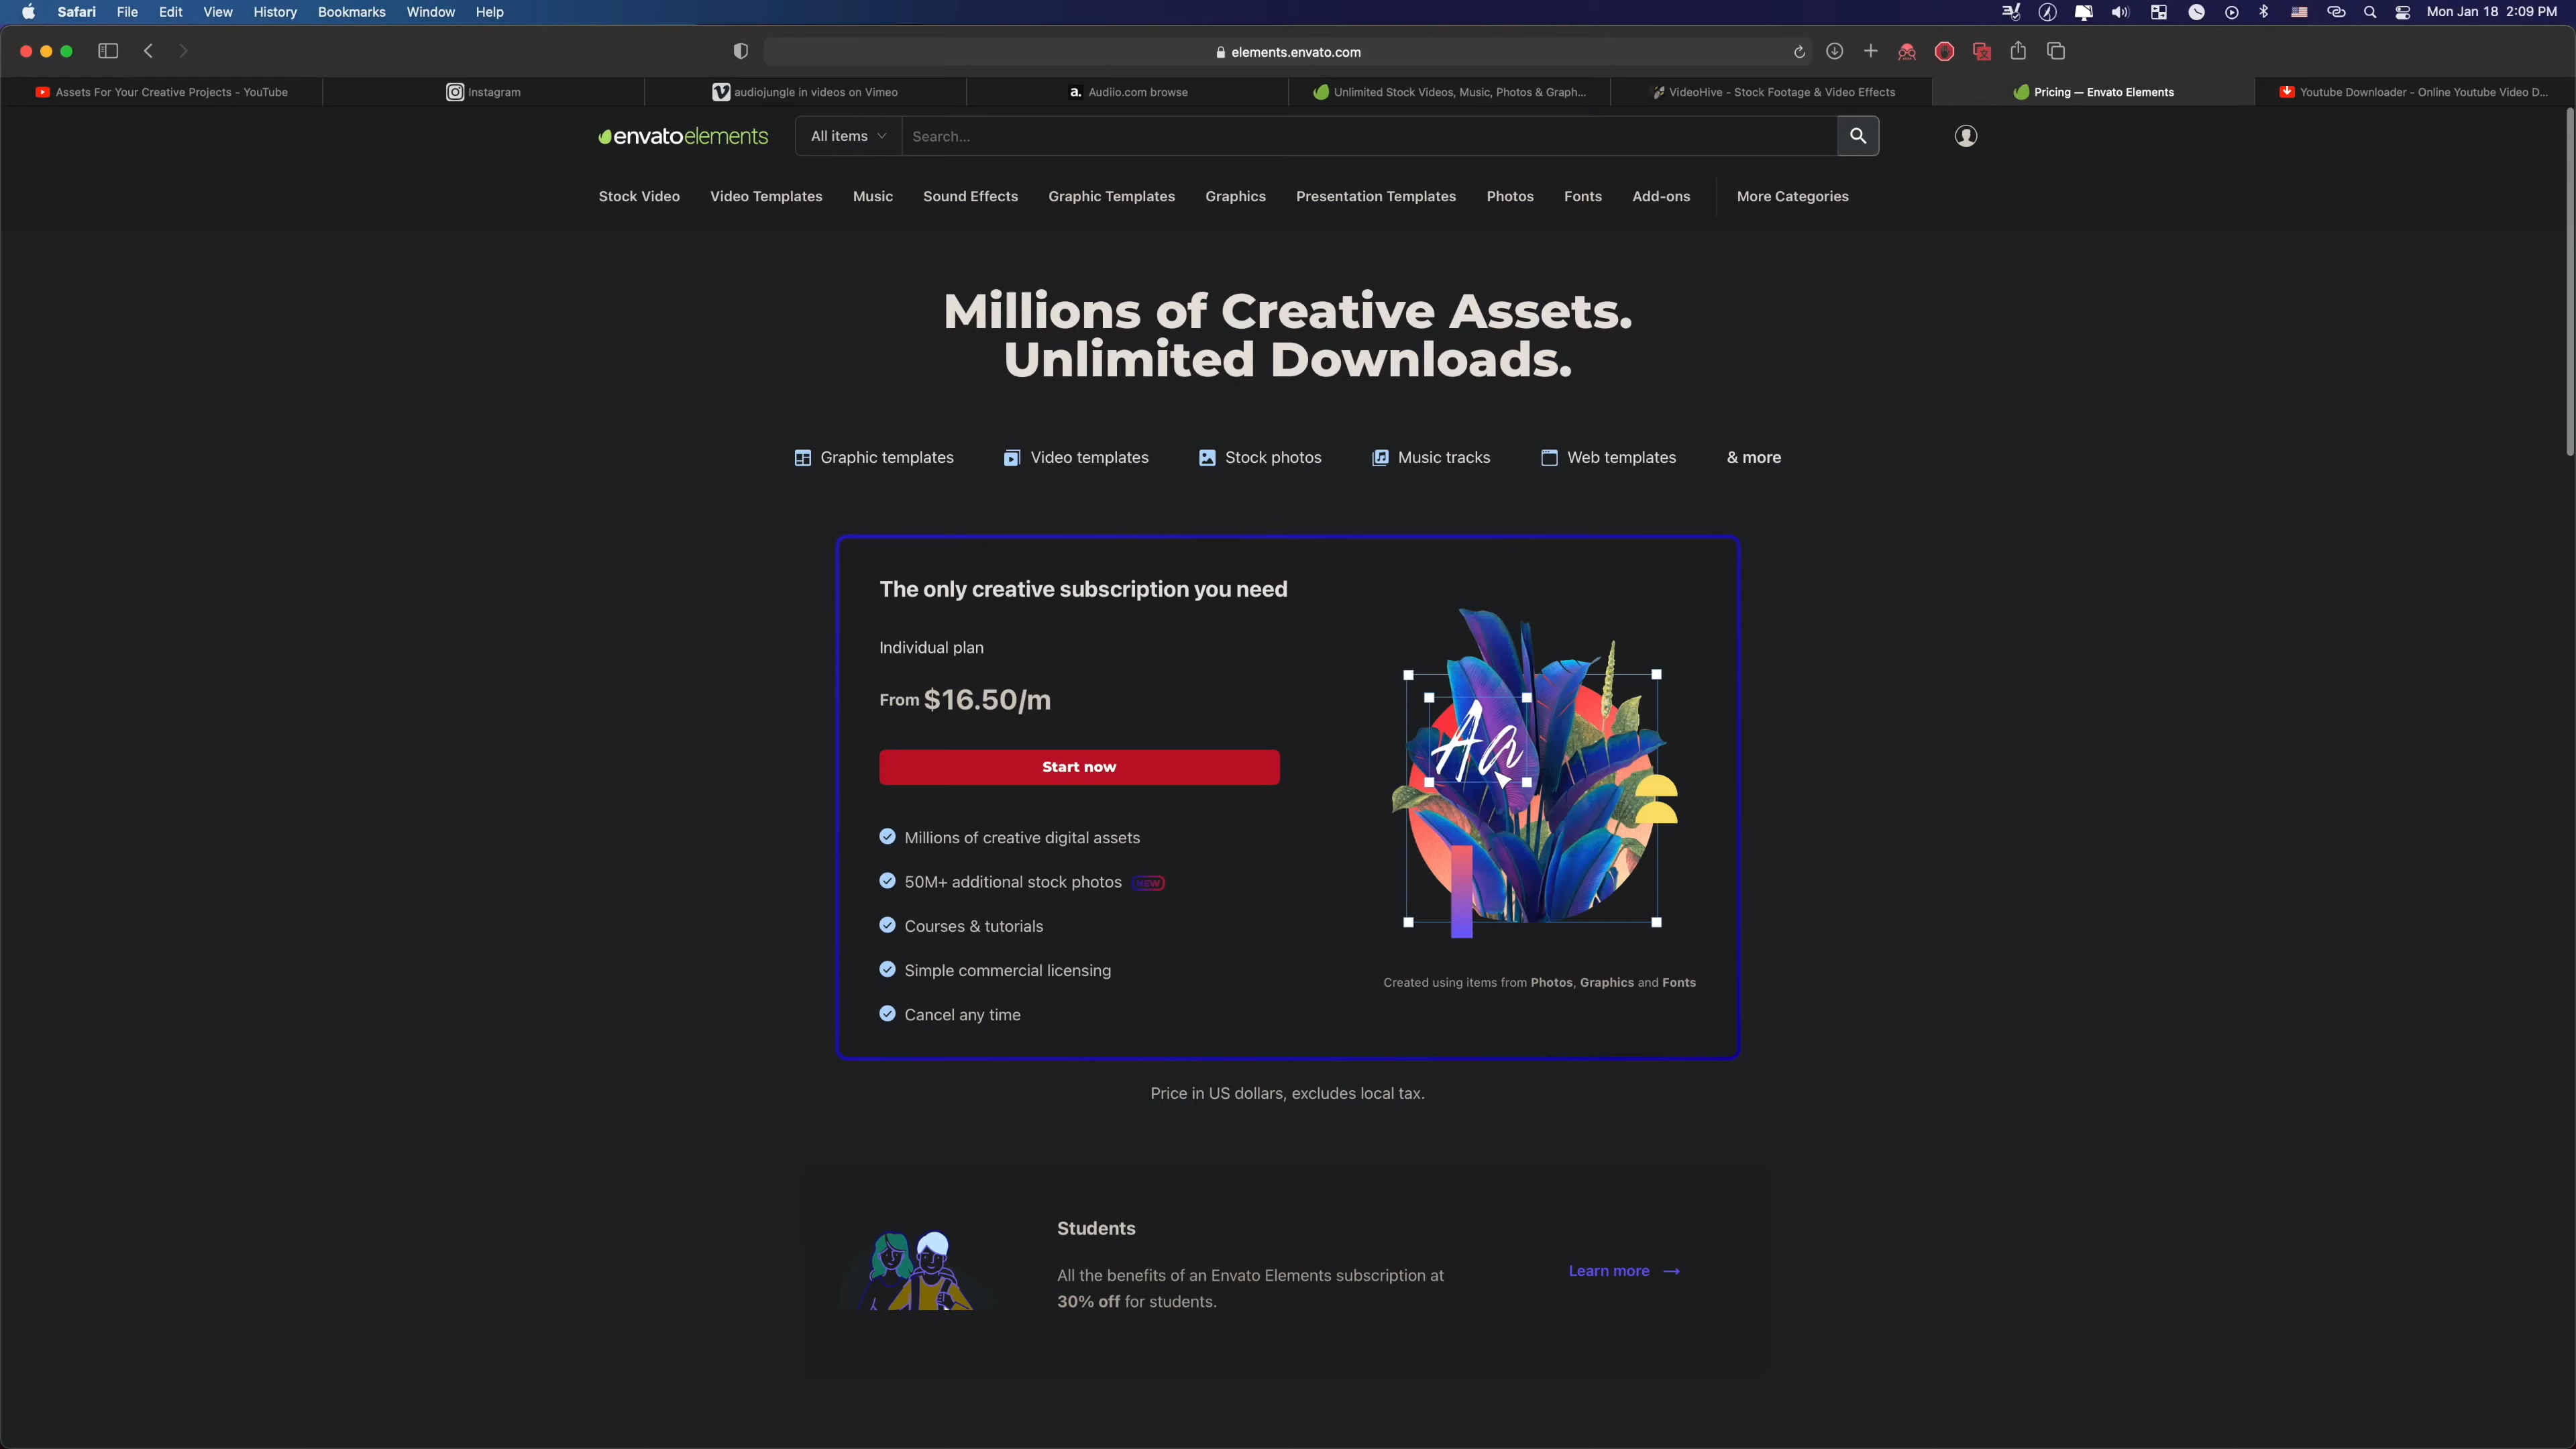 Safari File Edit View History Bookmarks Window Help
Mon Jan 18 2:09 PM
elements.envato.com
Assets For Your Creative Projects - YouTube
Instagram
audiojungle in videos on Vimeo
a. Audiio.com browse
Unlimited Stock Videos, Music, Photos & Graph...
VideoHive - Stock Footage & Video Effects
Pricing — Envato Elements
Youtube Downloader - Online Youtube Video D...
envatoelements
All items
Search...
Stock Video Video Templates Music Sound Effects Graphic Templates Graphics Presentation Templates Photos Fonts Add-ons More Categories
Millions of Creative Assets.
Unlimited Downloads.
Graphic templates Video templates Stock photos Music tracks Web templates & more
The only creative subscription you need
Individual plan
From $16.50/m
Start now
Millions of creative digital assets
50M+ additional stock photos NEW
Courses & tutorials
Simple commercial licensing
Cancel any time
Aa
Created using items from Photos, Graphics and Fonts
Price in US dollars, excludes local tax.
Students
All the benefits of an Envato Elements subscription at
30% off for students.
Learn more →